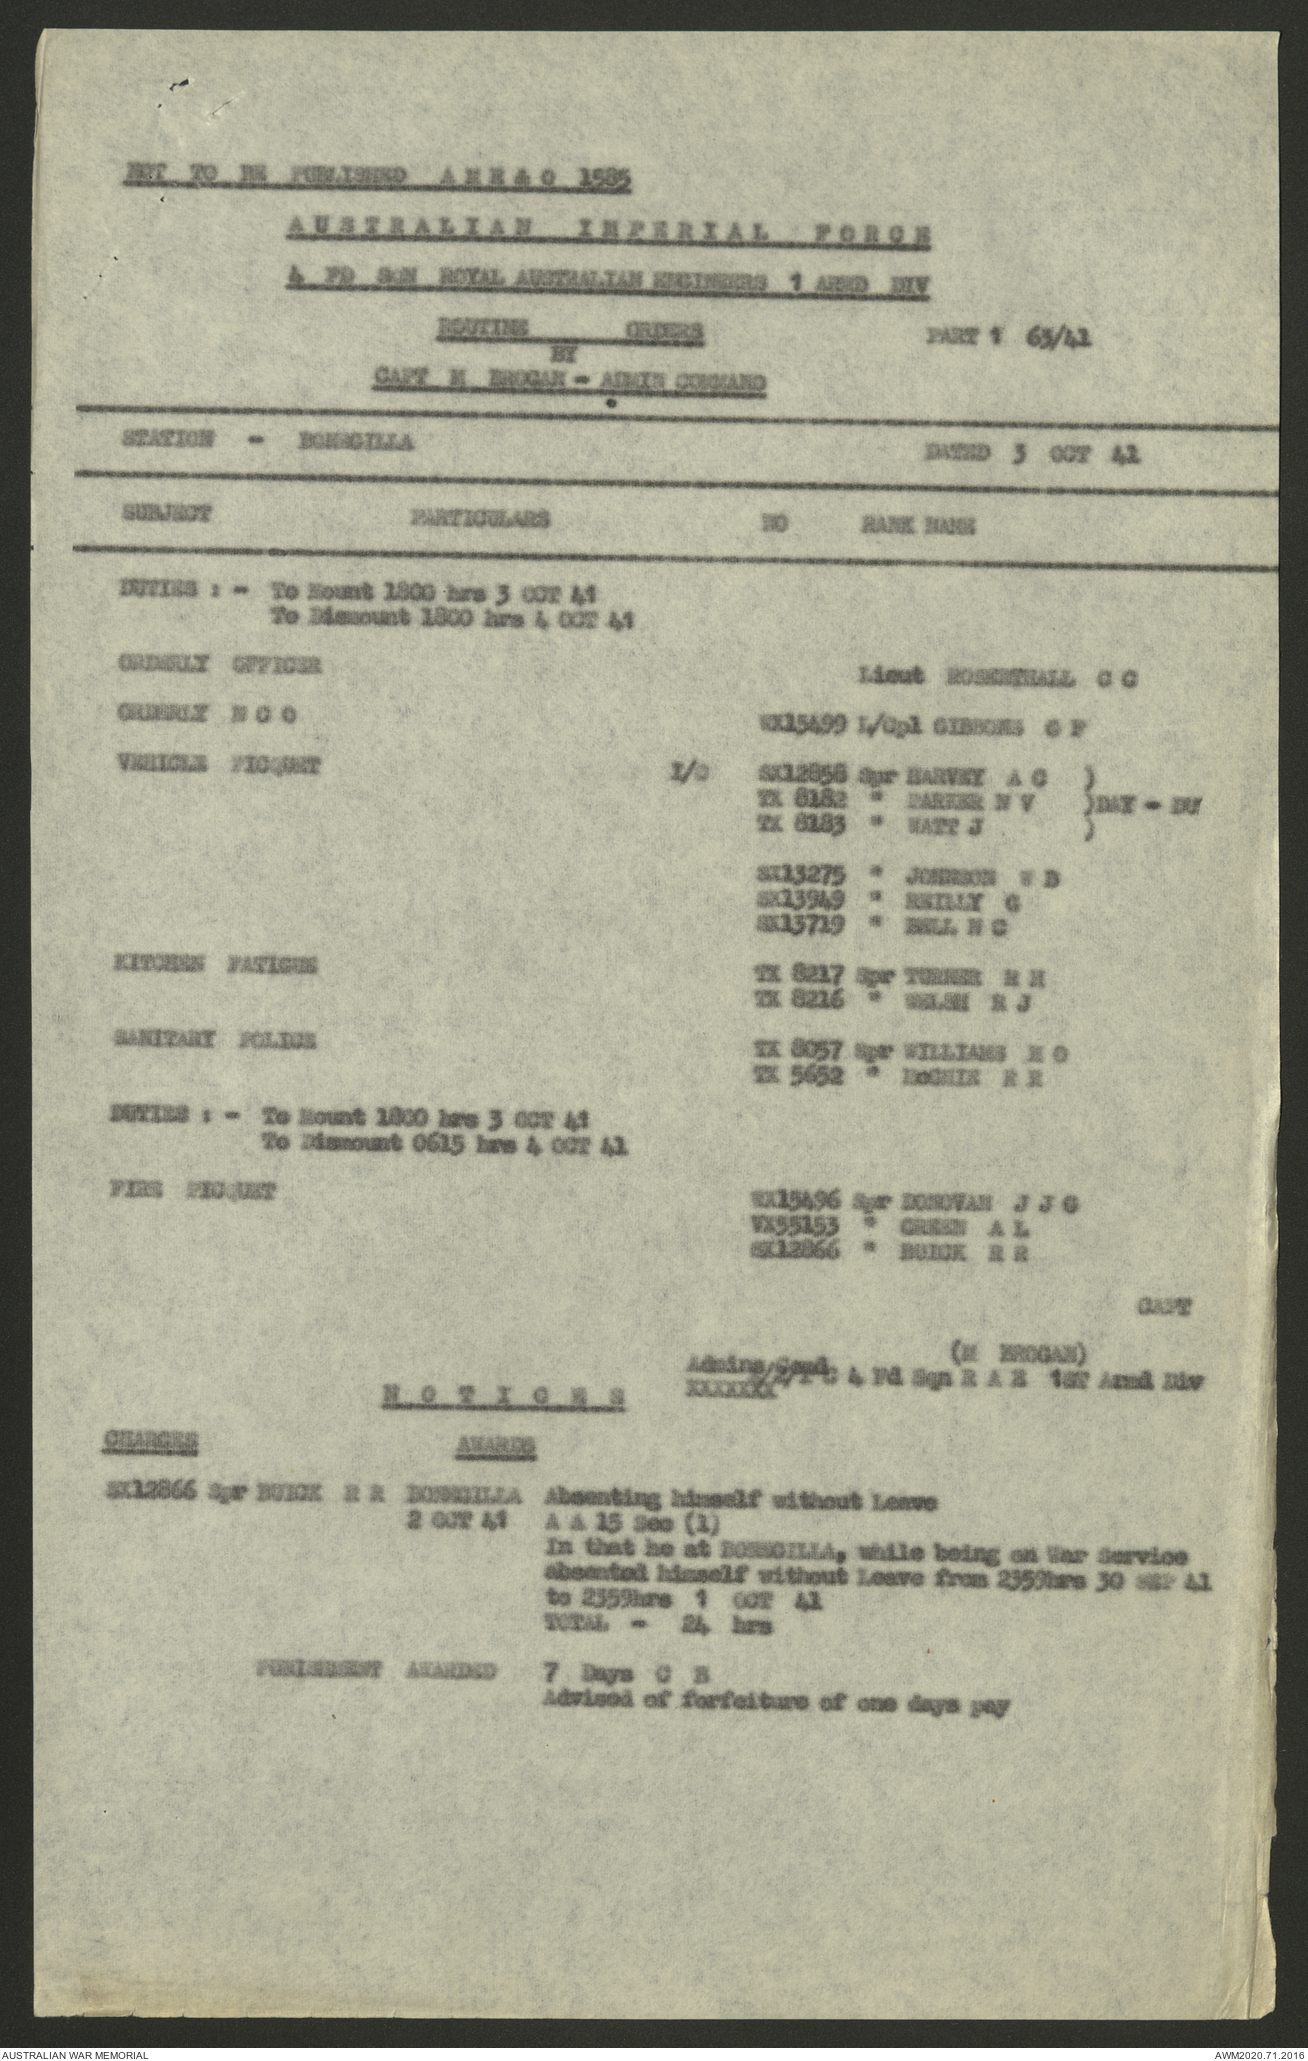 NOT TO BE PUBLISHED A M R & O 1585
AUSTRALIAN IMPERIAL FORCE
4 FD SQN ROYAL AUSTRALIAN ENGINEERS 1 ARMD DIV
ROUTINE ORDERS PART 1 63/41
BY
CAPT M BROGAN - ADMIN COMMAND
STATION - BONEGILLA DATED 3 OCT 41
SUBJECT PARTICULARS NO RANK NAME
DUTIES : - To Mount 1800 hrs 3 OCT 41
To Dismount 1800 hrs 4 OCT 41
ORDERLY OFFICER Lieut ROSENTHALL C C
ORDERLY N C O WX15499 L/Cpl GIBBONS G F
VEHICLE PICQUET I/C SX12858 Spr HARVEY A C )
TX 8182 " PARKER N V )DAY - DU
TX 8183 " WATT J )
SX13275 " JOHNSON W B
SX13949 " REILLY G
SX13719 " BELL N C
KITCHEN FATIGUE TX 8217 Spr TURNER R H
TX 8216 " WELSH R J
SANITARY POLICE TX 8057 Spr WILLIAMS H O
TX 5652 " McGHIE R R
DUTIES : - To Mount 1800 hrs 3 OCT 41
To Dismount 0615 hrs 4 OCT 41
FIRE PICQUET WX15496 Spr DONOVAN J J G
VX55153 " GREEN A L
SX12866 " BUICK R R
CAPT
(M BROGAN)
Admins Comd 4 Fd Sqn R A E 1ST Armd Div
XXXXXXX
NOTICES
CHARGES AWARDS
SX12866 Spr BUICK R R BONEGILLA Absenting himself without Leave
2 OCT 41 A A 15 Sec (1)
In that he at BONEGILLA, while being on War Service
absented himself without Leave from 2359hrs 30 SEP 41
to 2359hrs 1 OCT 41
TOTAL - 24 hrs
PUNISHMENT AWARDED 7 Days C B
Advised of forfeiture of one days pay
AUSTRALIAN WAR MEMORIAL AWM2020.71.2016